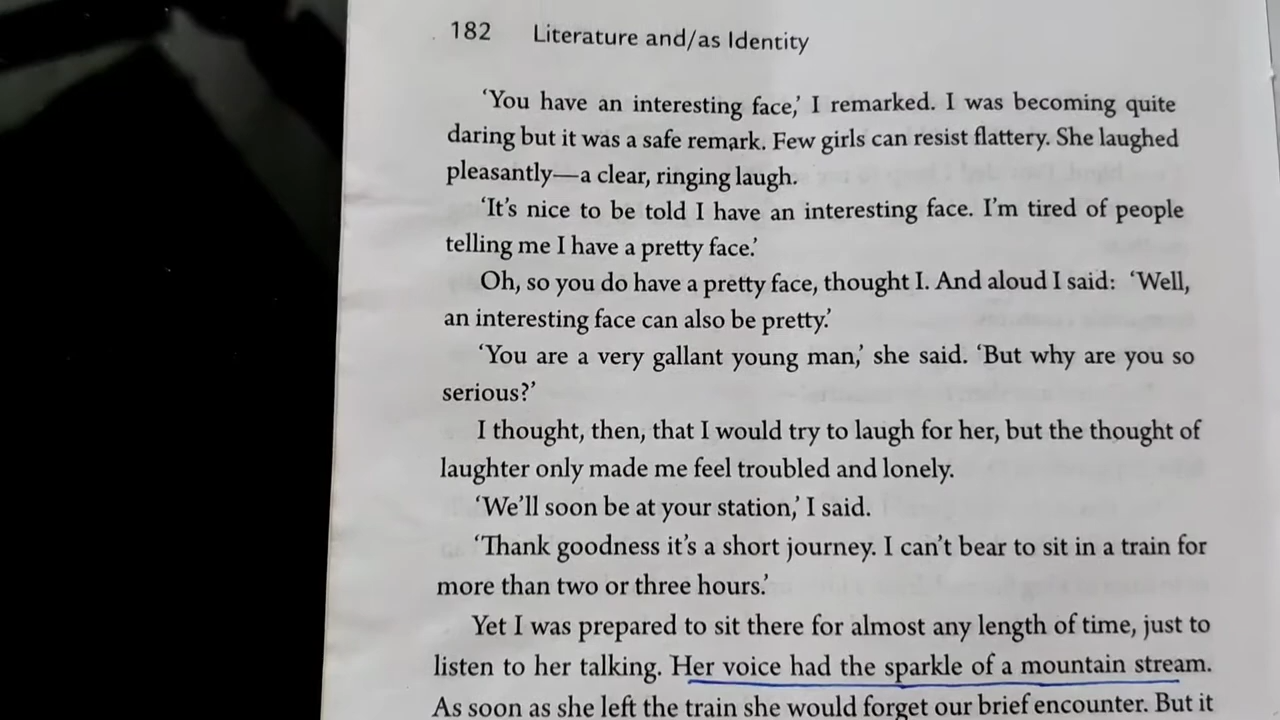 182 Literature and/as Identity
‘You have an interesting face,’ I remarked. I was becoming quite
daring but it was a safe remark. Few girls can resist flattery. She laughed
pleasantly—a clear, ringing laugh.
‘It’s nice to be told I have an interesting face. I’m tired of people
telling me I have a pretty face.’
Oh, so you do have a pretty face, thought I. And aloud I said: ‘Well,
an interesting face can also be pretty.’
‘You are a very gallant young man,’ she said. ‘But why are you so
serious?’
I thought, then, that I would try to laugh for her, but the thought of
laughter only made me feel troubled and lonely.
‘We’ll soon be at your station,’ I said.
‘Thank goodness it’s a short journey. I can’t bear to sit in a train for
more than two or three hours.’
Yet I was prepared to sit there for almost any length of time, just to
listen to her talking. Her voice had the sparkle of a mountain stream.
As soon as she left the train she would forget our brief encounter. But it